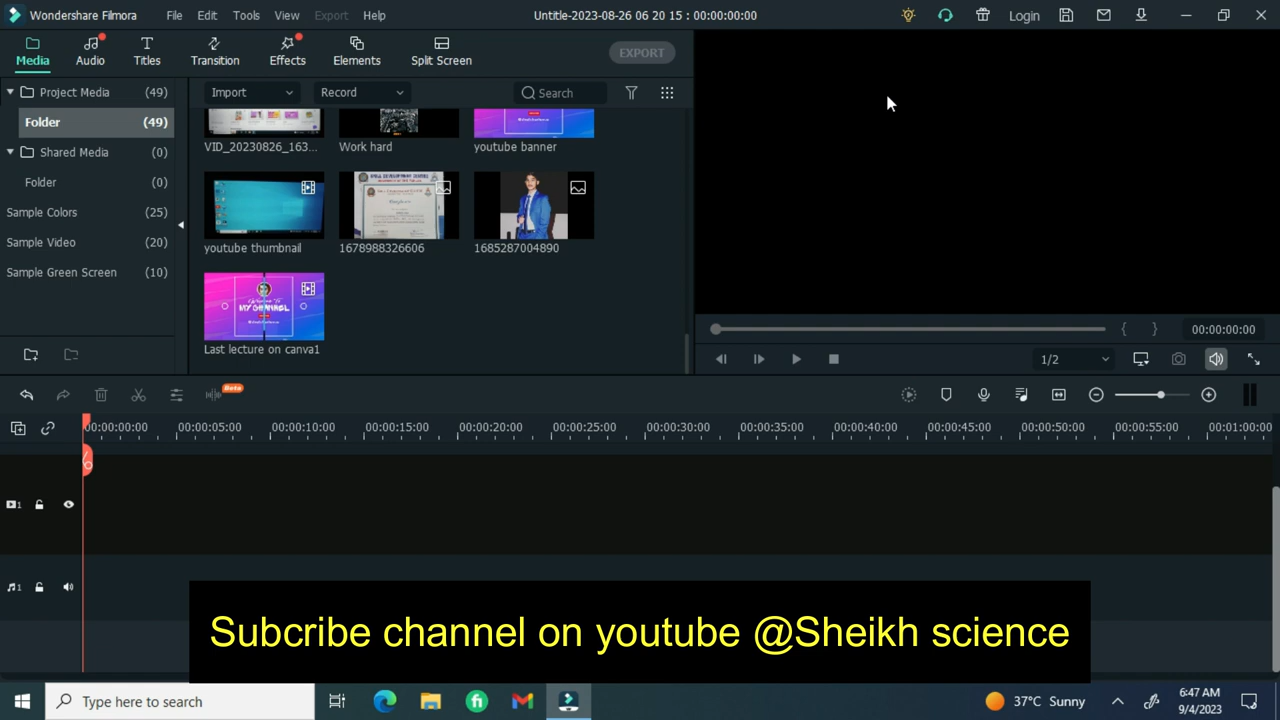 Wondershare Filmora File Edit Tools View Export Help Untitle-2023-08-26 06 20 15 : 00:00:00:00 Login
Media Audio Titles Transition Effects Elements Split Screen EXPORT
Project Media (49) Import Record Search
Folder (49)
VID_20230826_163... Work hard youtube banner
Shared Media (0)
Folder (0)
Sample Colors (25)
Sample Video (20)
youtube thumbnail 1678988326606 1685287004890
Sample Green Screen (10)
MY CHANNEL
Last lecture on canva1
00:00:00:00
1/2
Beta
00:00:00:00 00:00:05:00 00:00:10:00 00:00:15:00 00:00:20:00 00:00:25:00 00:00:30:00 00:00:35:00 00:00:40:00 00:00:45:00 00:00:50:00 00:00:55:00 00:01:00:00
1
1
Subcribe channel on youtube @Sheikh science
Type here to search 37°C Sunny 6:47 AM
9/4/2023